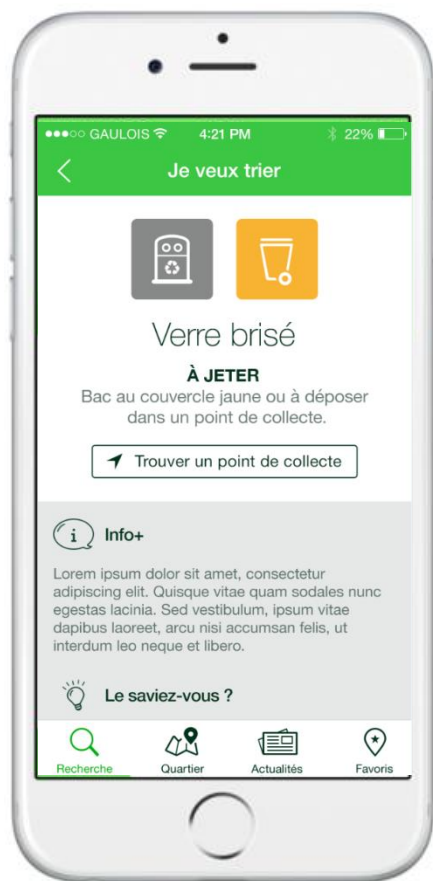 GAULOIS 4:21 PM 22%
Je veux trier
Verre brisé
À JETER
Bac au couvercle jaune ou à déposer
dans un point de collecte.
Trouver un point de collecte
i Info+
Lorem ipsum dolor sit amet, consectetur
adipiscing elit. Quisque vitae quam sodales nunc
egestas lacinia. Sed vestibulum, ipsum vitae
dapibus laoreet, arcu nisi accumsan felis, ut
interdum leo neque et libero.
Le saviez-vous ?
Recherche Quartier Actualités Favoris